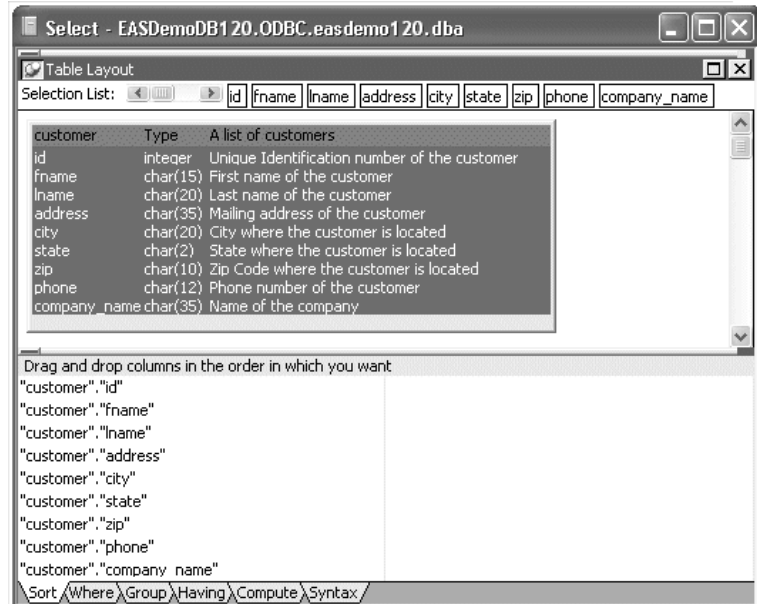 Select - EASDemoDB120.ODBC.easdemo120.dba
Table Layout
Selection List: id fname lname address city state zip phone company_name
customer Type A list of customers
id integer Unique Identification number of the customer
fname char(15) First name of the customer
lname char(20) Last name of the customer
address char(35) Mailing address of the customer
city char(20) City where the customer is located
state char(2) State where the customer is located
zip char(10) Zip Code where the customer is located
phone char(12) Phone number of the customer
company_name char(35) Name of the company
Drag and drop columns in the order in which you want
"customer"."id"
"customer"."fname"
"customer"."lname"
"customer"."address"
"customer"."city"
"customer"."state"
"customer"."zip"
"customer"."phone"
"customer"."company_name"
Sort Where Group Having Compute Syntax